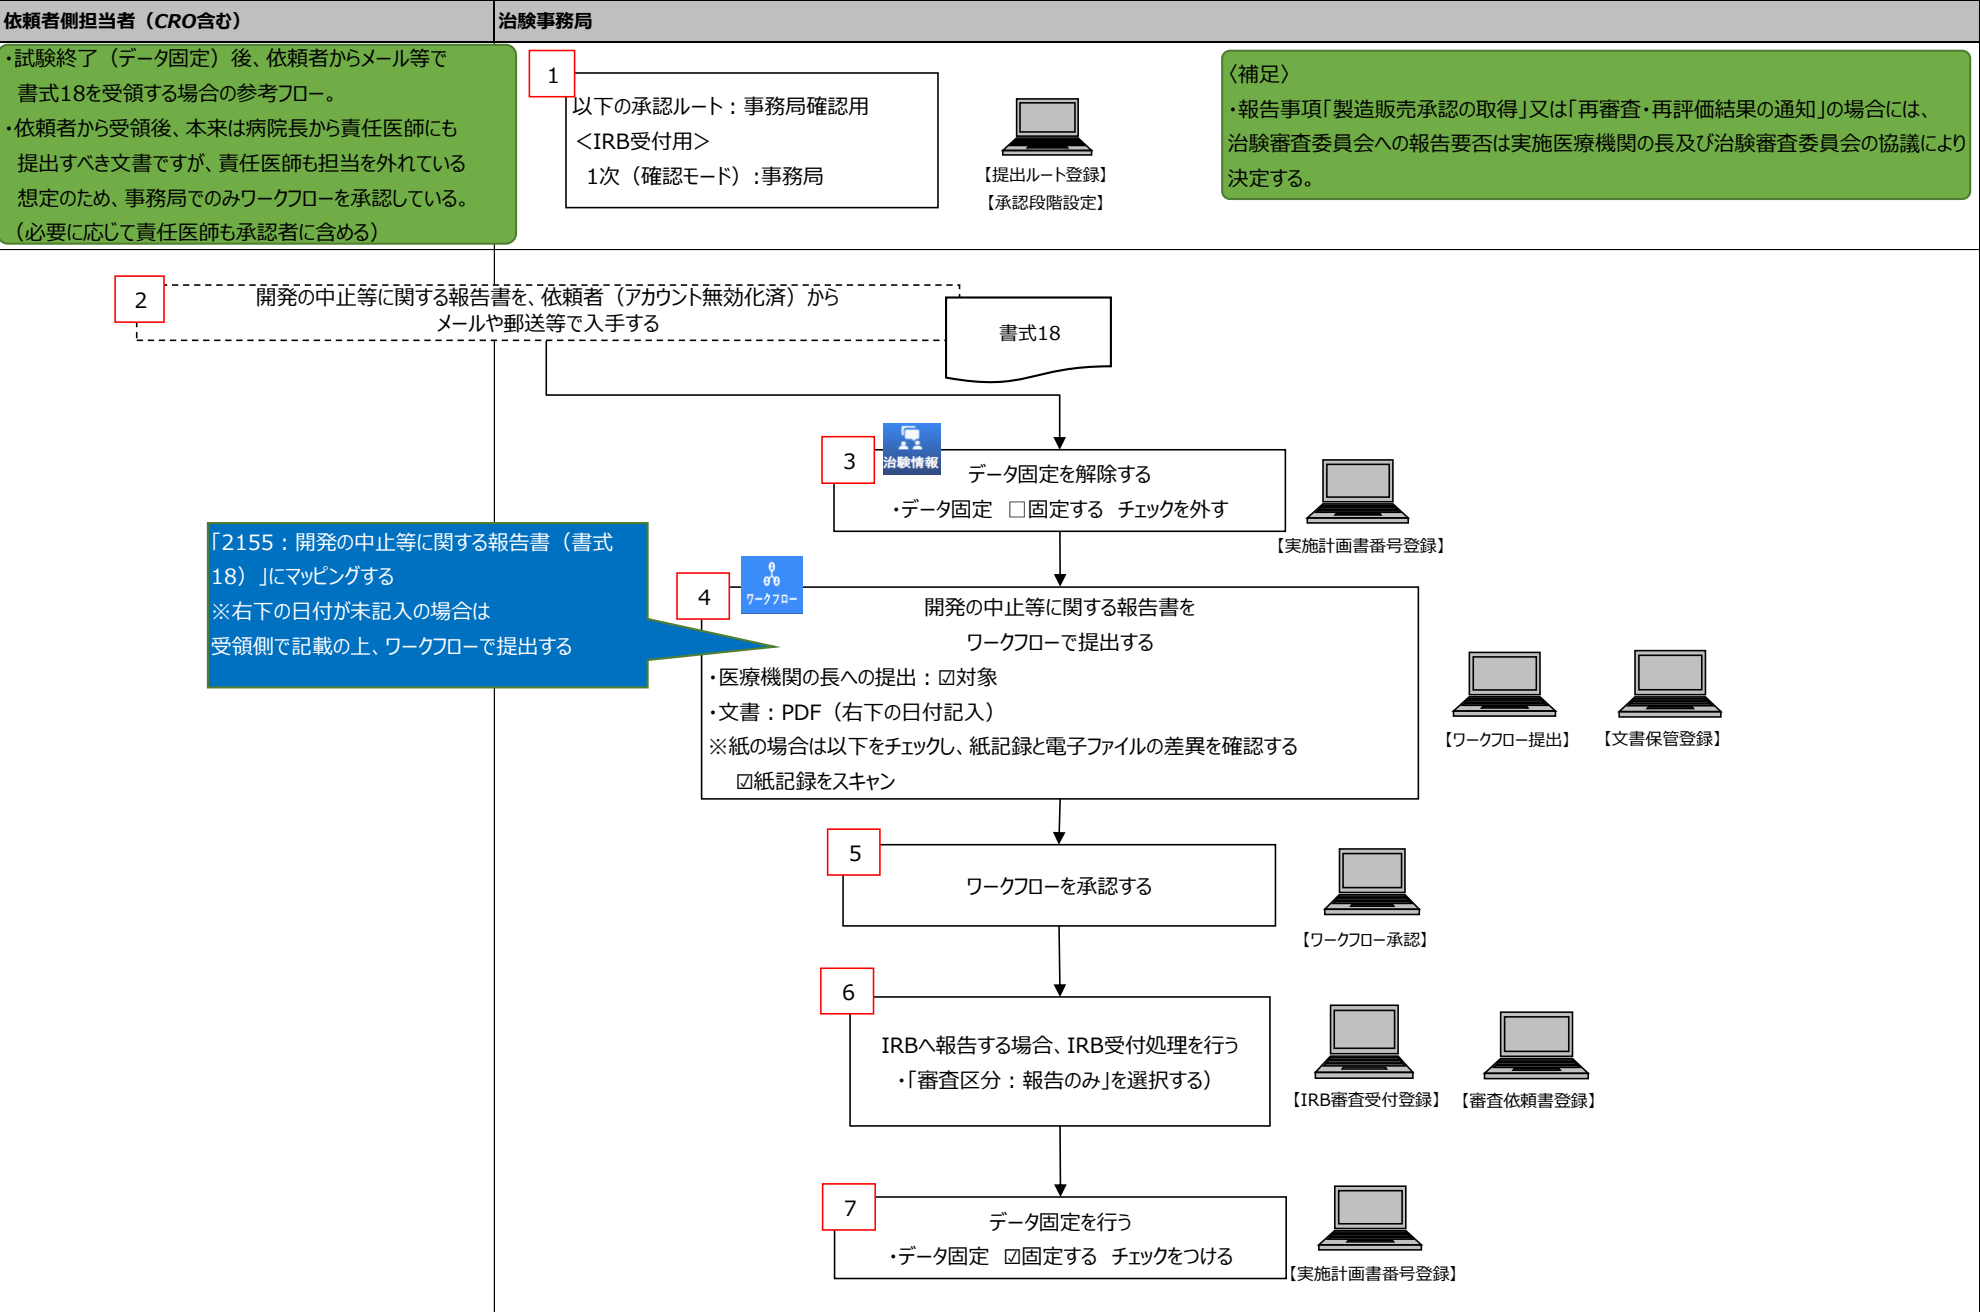 依頼者側担当者（CRO含む）
治験事務局
・試験終了（データ固定）後、依頼者からメール等で
書式18を受領する場合の参考フロー。
・依頼者から受領後、本来は病院長から責任医師にも
提出すべき文書ですが、責任医師も担当を外れている
想定のため、事務局でのみワークフローを承認している。
（必要に応じて責任医師も承認者に含める）
1
以下の承認ルート：事務局確認用
＜IRB受付用＞
1次（確認モード）:事務局
【提出ルート登録】
【承認段階設定】
〈補足〉
・報告事項「製造販売承認の取得」又は「再審査・再評価結果の通知」の場合には、
治験審査委員会への報告要否は実施医療機関の長及び治験審査委員会の協議により
決定する。
2
開発の中止等に関する報告書を、依頼者（アカウント無効化済）から
メールや郵送等で入手する
書式18
3
治験情報
データ固定を解除する
・データ固定　□固定する　チェックを外す
【実施計画書番号登録】
「2155：開発の中止等に関する報告書（書式
18）」にマッピングする
※右下の日付が未記入の場合は
受領側で記載の上、ワークフローで提出する
4
ワークフロー
開発の中止等に関する報告書を
ワークフローで提出する
・医療機関の長への提出：☑対象
・文書：PDF（右下の日付記入）
※紙の場合は以下をチェックし、紙記録と電子ファイルの差異を確認する
☑紙記録をスキャン
【ワークフロー提出】
【文書保管登録】
5
ワークフローを承認する
【ワークフロー承認】
6
IRBへ報告する場合、IRB受付処理を行う
・「審査区分：報告のみ」を選択する）
【IRB審査受付登録】
【審査依頼書登録】
7
データ固定を行う
・データ固定　☑固定する　チェックをつける
【実施計画書番号登録】